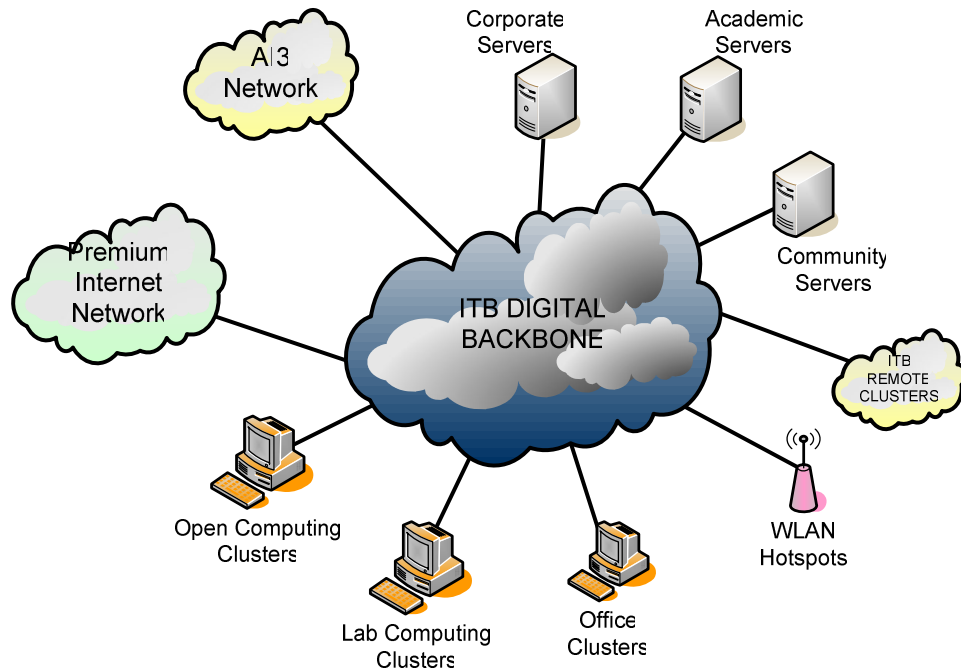 Corporate
Servers
Academic
Servers
AI3
Network
Community
Servers
Premium
Internet
Network
ITB DIGITAL
BACKBONE
ITB
REMOTE
CLUSTERS
Open Computing
Clusters
WLAN
Hotspots
Lab Computing
Clusters
Office
Clusters